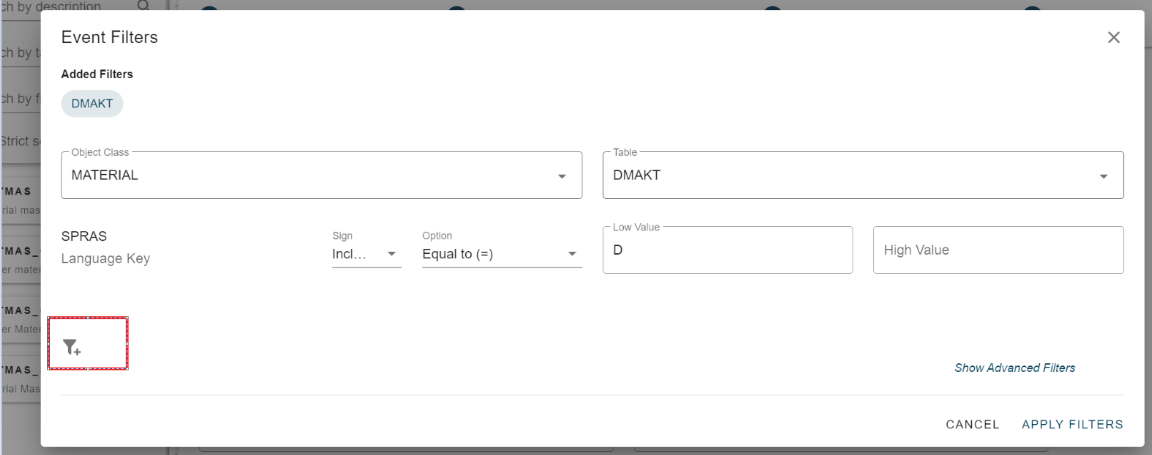 ch by description
Event Filters
ch by ta
Added Filters
DMAKT
ch by f
Strict s
Object Class
MATERIAL
Table
DMAKT
TMAS
rial mas
SPRAS
Language Key
Sign
Incl...
Option
Equal to (=)
Low Value
D
High Value
TMAS_
er mater
TMAS_
er Mater
TMAS_
rial Mas
Show Advanced Filters
CANCEL
APPLY FILTERS